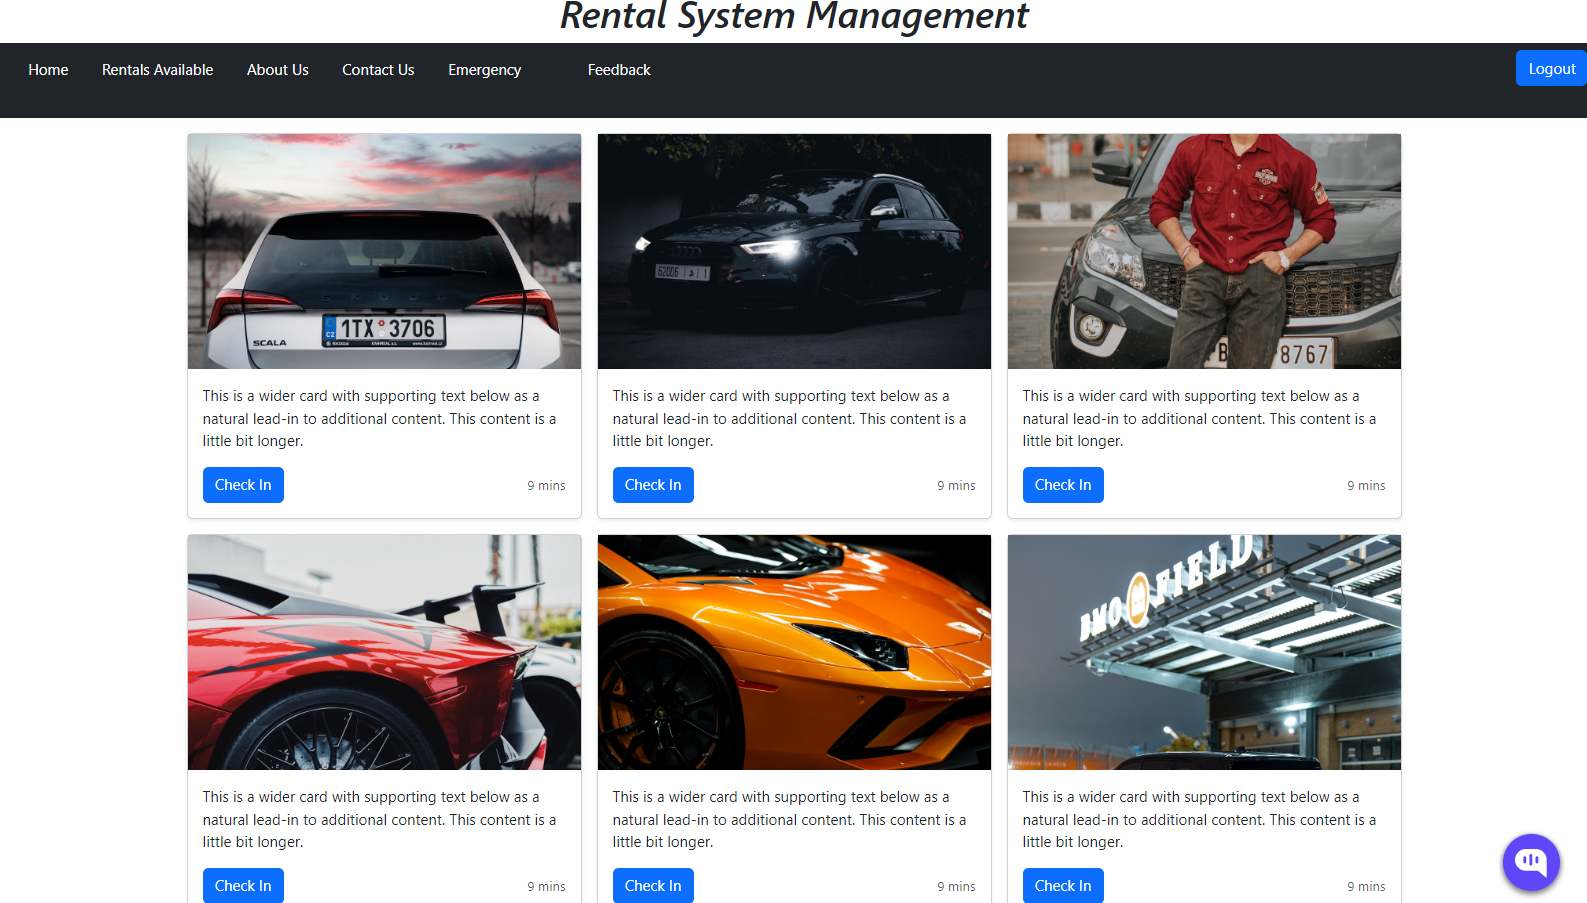 Rental System Management
Home Rentals Available About Us Contact Us Emergency Feedback Logout
SKODA
SCALA
1TX 3706
62006 1
HARLEY-DAVIDSON
8767
This is a wider card with supporting text below as a
natural lead-in to additional content. This content is a
little bit longer.
Check In 9 mins
This is a wider card with supporting text below as a
natural lead-in to additional content. This content is a
little bit longer.
Check In 9 mins
This is a wider card with supporting text below as a
natural lead-in to additional content. This content is a
little bit longer.
Check In 9 mins
BMO FIELD
This is a wider card with supporting text below as a
natural lead-in to additional content. This content is a
little bit longer.
Check In 9 mins
This is a wider card with supporting text below as a
natural lead-in to additional content. This content is a
little bit longer.
Check In 9 mins
This is a wider card with supporting text below as a
natural lead-in to additional content. This content is a
little bit longer.
Check In 9 mins